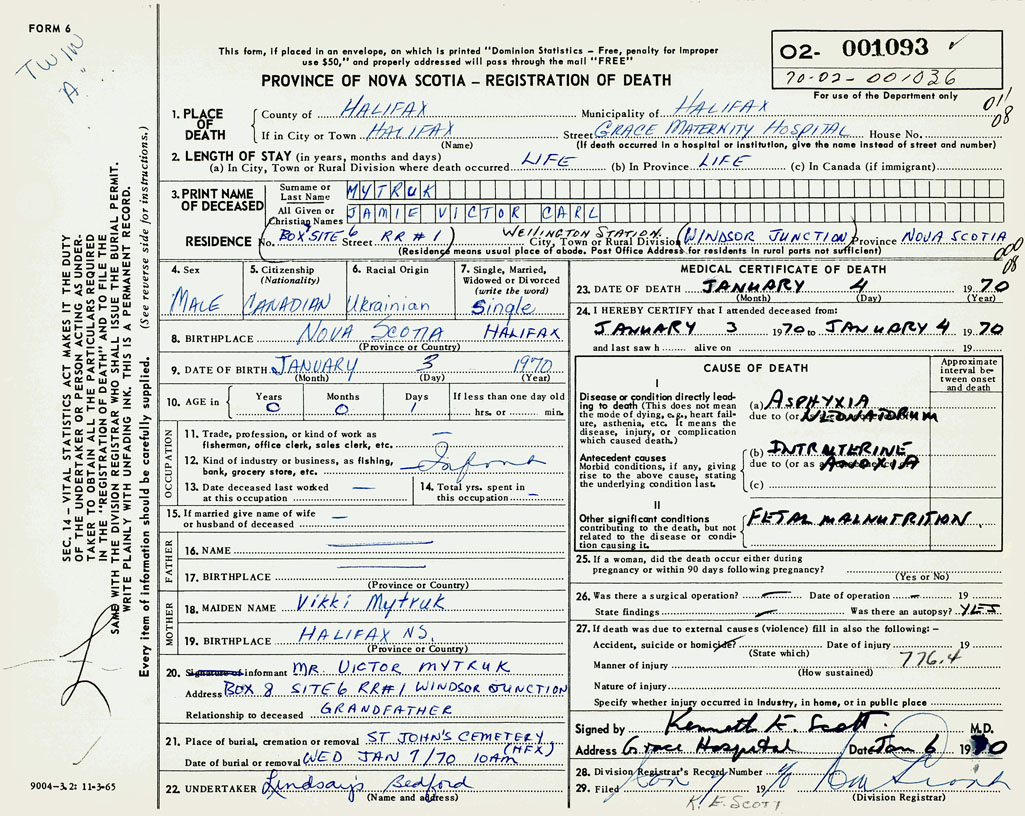 FORM 6
TWIN
"A"
This form, if placed in an envelope, on which is printed "Dominion Statistics – Free, penalty for improper
use $50," and properly addressed will pass through the mail "FREE"
PROVINCE OF NOVA SCOTIA – REGISTRATION OF DEATH
02- 001093 ✓
70-02-001036
For use of the Department only
011
08
1. PLACE OF DEATH
County of HALIFAX Municipality of HALIFAX
If in City or Town HALIFAX Street GRACE MATERNITY HOSPITAL House No.
(Name) (If death occurred in a hospital or institution, give the name instead of street and number)
2. LENGTH OF STAY (in years, months and days)
(a) In City, Town or Rural Division where death occurred LIFE (b) In Province LIFE (c) In Canada (if immigrant)
3. PRINT NAME OF DECEASED
Surname or Last Name MYTRUK
All Given or Christian Names JAMIE VICTOR CARL
RESIDENCE No. (BOX 8 SITE 6 Street RR #1) WELLINGTON STATION City, Town or Rural Division (WINDSOR JUNCTION) Province NOVA SCOTIA
(Residence means usual place of abode. Post Office Address for residents in rural parts not sufficient)
000
08
4. Sex MALE
5. Citizenship (Nationality) CANADIAN
6. Racial Origin Ukrainian
7. Single, Married, Widowed or Divorced (write the word) Single
8. BIRTHPLACE NOVA SCOTIA HALIFAX
(Province or Country)
9. DATE OF BIRTH JANUARY 3 1970
(Month) (Day) (Year)
10. AGE in Years 0 Months 0 Days 1 If less than one day old hrs. or min.
OCCUPATION
11. Trade, profession, or kind of work as fisherman, office clerk, sales clerk, etc. —
12. Kind of industry or business, as fishing, bank, grocery store, etc. Infant
13. Date deceased last worked at this occupation —
14. Total yrs. spent in this occupation —
15. If married give name of wife or husband of deceased —
FATHER
16. NAME —
17. BIRTHPLACE —
(Province or Country)
MOTHER
18. MAIDEN NAME Vikki Mytruk
19. BIRTHPLACE HALIFAX NS.
(Province or Country)
20. Signature of informant MR. VICTOR MYTRUK
Address BOX 8 SITE 6 RR#1 WINDSOR JUNCTION
Relationship to deceased GRANDFATHER
21. Place of burial, cremation or removal ST JOHN'S CEMETERY (HFX)
Date of burial or removal WED JAN 7/70 10AM
22. UNDERTAKER Lindsay's Bedford
(Name and address)
MEDICAL CERTIFICATE OF DEATH
23. DATE OF DEATH JANUARY 4 1970
(Month) (Day) (Year)
24. I HEREBY CERTIFY that I attended deceased from:
JANUARY 3 1970 to JANUARY 4 1970
and last saw h alive on 19
CAUSE OF DEATH
Approximate interval between onset and death
I
Disease or condition directly leading to death (This does not mean the mode of dying, e.g., heart failure, asthenia, etc. It means the disease, injury, or complication which caused death.)
(a) ASPHYXIA
due to (or as NEONATORUM
Antecedent causes
Morbid conditions, if any, giving rise to the above cause, stating the underlying condition last.
(b) INTRAUTERINE
due to (or as a ANOXIA
(c)
II
Other significant conditions contributing to the death, but not related to the disease or condition causing it.
FETAL MALNUTRITION
25. If a woman, did the death occur either during pregnancy or within 90 days following pregnancy?
(Yes or No)
26. Was there a surgical operation? — Date of operation —
State findings — Was there an autopsy? YES
27. If death was due to external causes (violence) fill in also the following: –
Accident, suicide or homicide? Date of injury 19
(State which) 776.4
Manner of injury
(How sustained)
Nature of injury
Specify whether injury occurred in industry, in home, or in public place
Signed by Kenneth E. Scott M.D.
Address Grace Hospital Date Jan 6 1970
28. Division Registrar's Record Number
29. Filed Jan 7 1970
(Division Registrar)
K. E. SCOTT
SEC. 14 – VITAL STATISTICS ACT MAKES IT THE DUTY
OF THE UNDERTAKER OR PERSON ACTING AS UNDER-
TAKER TO OBTAIN ALL THE PARTICULARS REQUIRED
IN THE "REGISTRATION OF DEATH" AND TO FILE THE
SAME WITH THE DIVISION REGISTRAR WHO SHALL ISSUE THE BURIAL PERMIT.
WRITE PLAINLY WITH UNFADING INK. THIS IS A PERMANENT RECORD.
Every item of information should be carefully supplied. (See reverse side for instructions.)
9004-3.2: 11-3-65